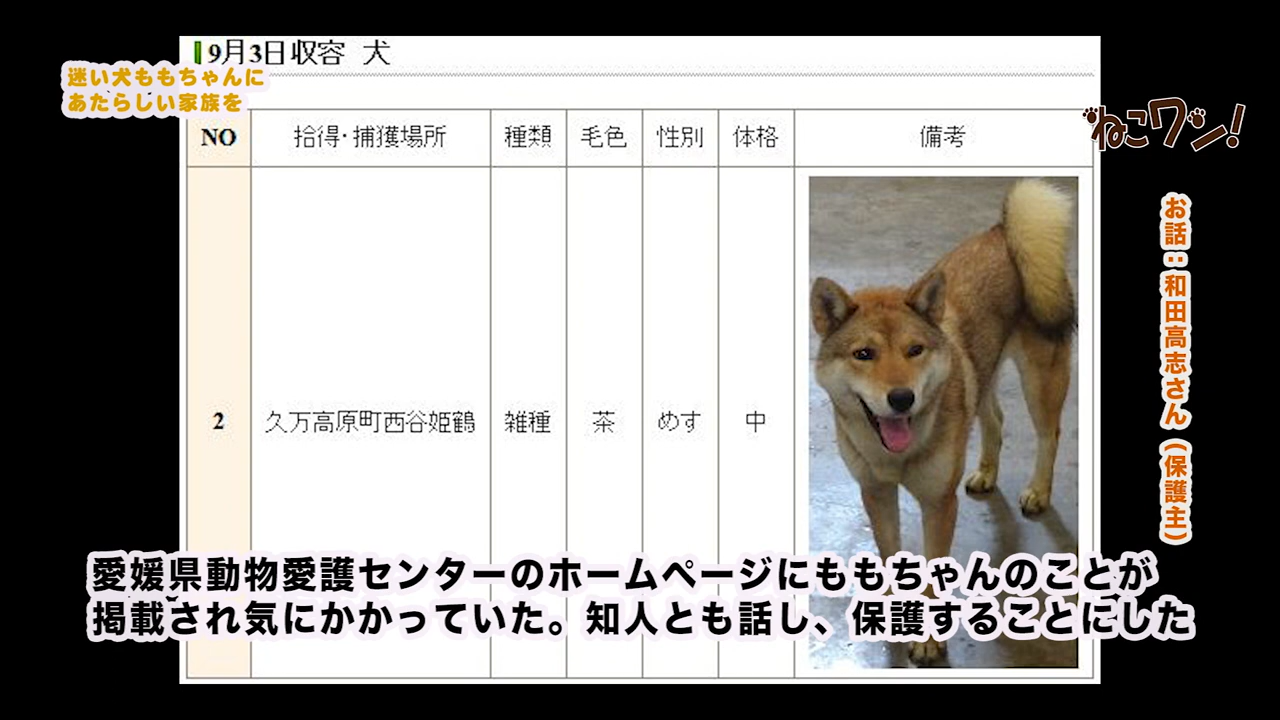 9月3日収容 犬
迷い犬ももちゃんに
あたらしい家族を
ねこワン!
NO 拾得・捕獲場所 種類 毛色 性別 体格 備考
2 久万高原町西谷姫鶴 雑種 茶 めす 中
お話：和田高志さん（保護主）
愛媛県動物愛護センターのホームページにももちゃんのことが
掲載され気にかかっていた。知人とも話し、保護することにした